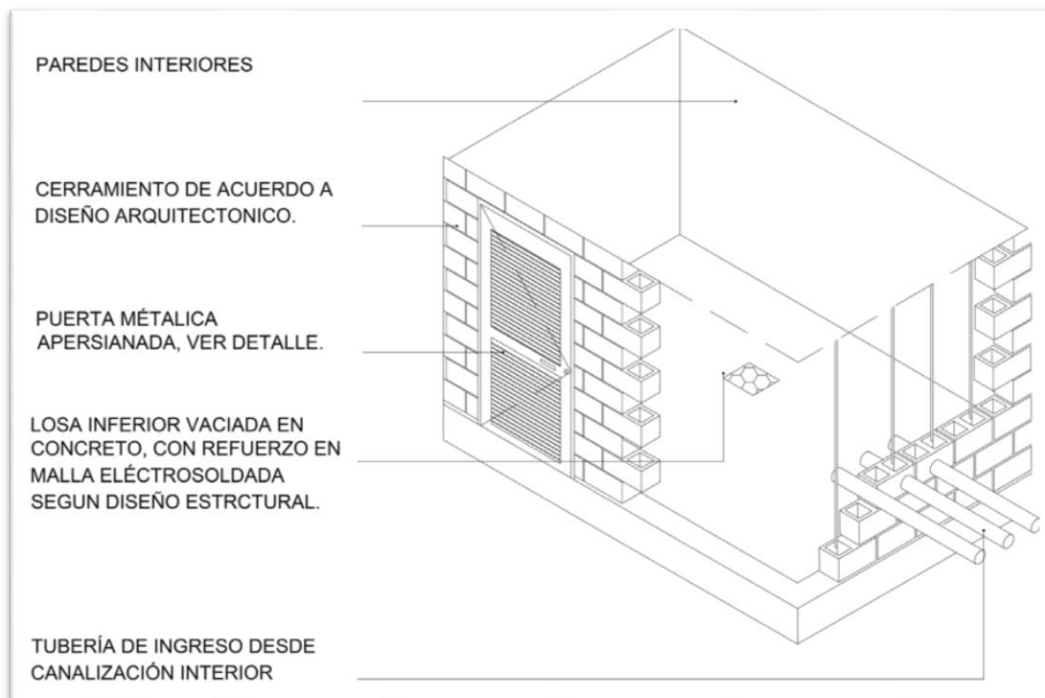 PAREDES INTERIORES
CERRAMIENTO DE ACUERDO A
DISEÑO ARQUITECTONICO.
PUERTA MÉTALICA
APERSIANADA, VER DETALLE.
LOSA INFERIOR VACIADA EN
CONCRETO, CON REFUERZO EN
MALLA ELÉCTROSOLDADA
SEGUN DISEÑO ESTRCTURAL.
TUBERÍA DE INGRESO DESDE
CANALIZACIÓN INTERIOR